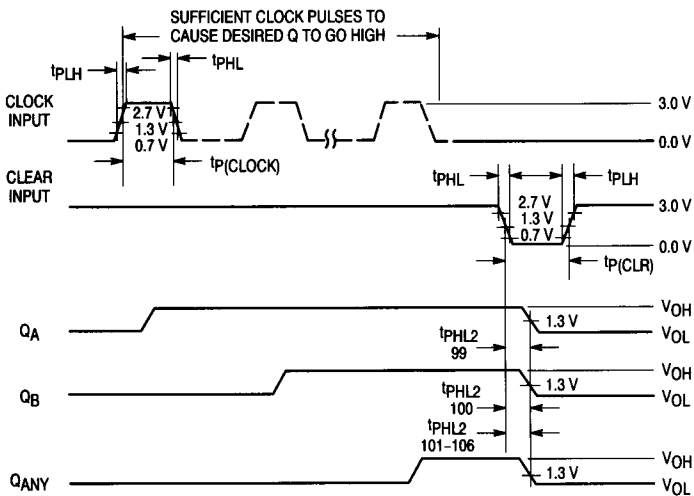 SUFFICIENT CLOCK PULSES TO
CAUSE DESIRED Q TO GO HIGH
tPLH
tPHL
CLOCK
INPUT
2.7 V
1.3 V
0.7 V
3.0 V
0.0 V
tP(CLOCK)
CLEAR
INPUT
tPHL
tPLH
2.7 V
1.3 V
0.7 V
3.0 V
0.0 V
tP(CLR)
QA
VOH
1.3 V
VOL
tPHL2
99
QB
VOH
1.3 V
VOL
tPHL2
100
tPHL2
101–106
QANY
VOH
1.3 V
VOL